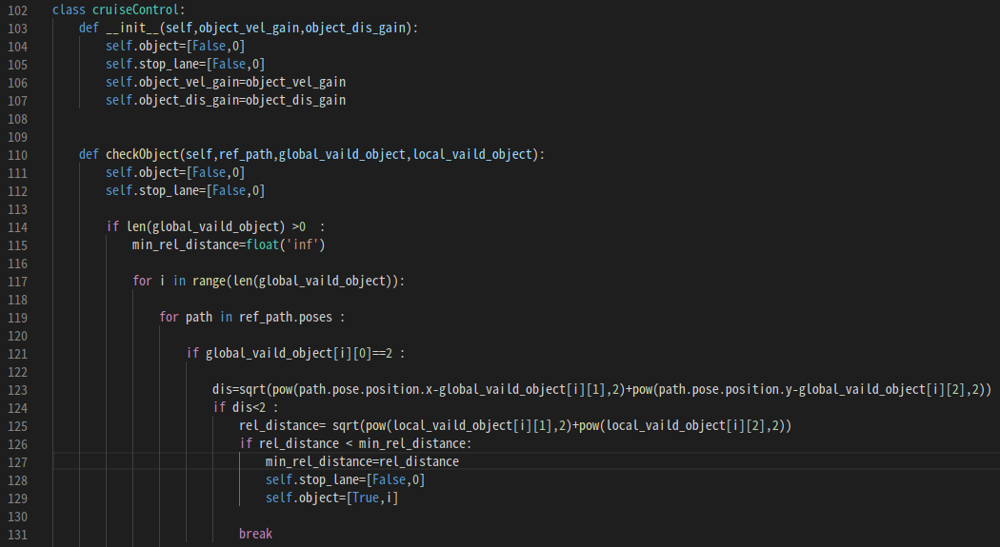 102 class cruiseControl:
103     def __init__(self,object_vel_gain,object_dis_gain):
104         self.object=[False,0]
105         self.stop_lane=[False,0]
106         self.object_vel_gain=object_vel_gain
107         self.object_dis_gain=object_dis_gain
108
109
110     def checkObject(self,ref_path,global_vaild_object,local_vaild_object):
111         self.object=[False,0]
112         self.stop_lane=[False,0]
113
114         if len(global_vaild_object) >0  :
115             min_rel_distance=float('inf')
116
117             for i in range(len(global_vaild_object)):
118
119                 for path in ref_path.poses :
120
121                     if global_vaild_object[i][0]==2 :
122
123                         dis=sqrt(pow(path.pose.position.x-global_vaild_object[i][1],2)+pow(path.pose.position.y-global_vaild_object[i][2],2))
124                         if dis<2 :
125                             rel_distance= sqrt(pow(local_vaild_object[i][1],2)+pow(local_vaild_object[i][2],2))
126                             if rel_distance < min_rel_distance:
127                                 min_rel_distance=rel_distance
128                                 self.stop_lane=[False,0]
129                                 self.object=[True,i]
130
131                             break